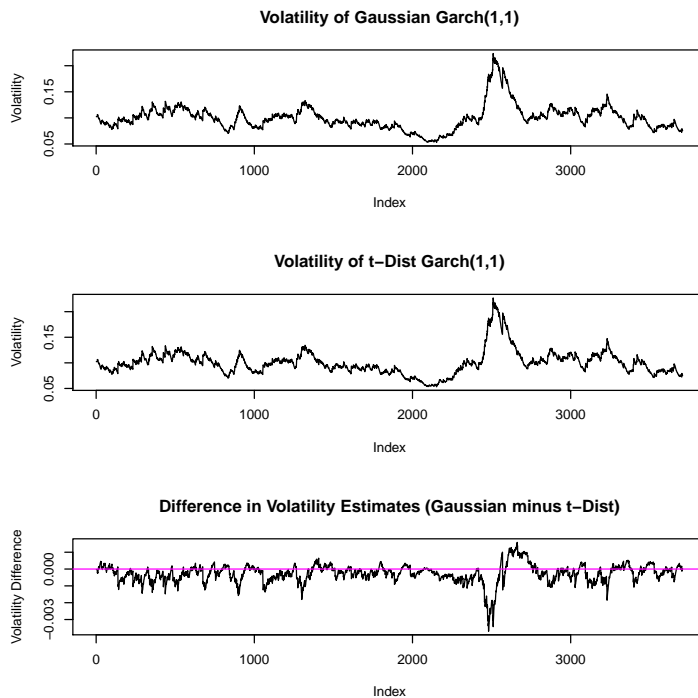 Volatility of Gaussian Garch(1,1)
Volatility
0.05
0.15
0
1000
2000
3000
Index
Volatility of t−Dist Garch(1,1)
Volatility
0.05
0.15
0
1000
2000
3000
Index
Difference in Volatility Estimates (Gaussian minus t−Dist)
Volatility Difference
−0.003
0.000
0
1000
2000
3000
Index